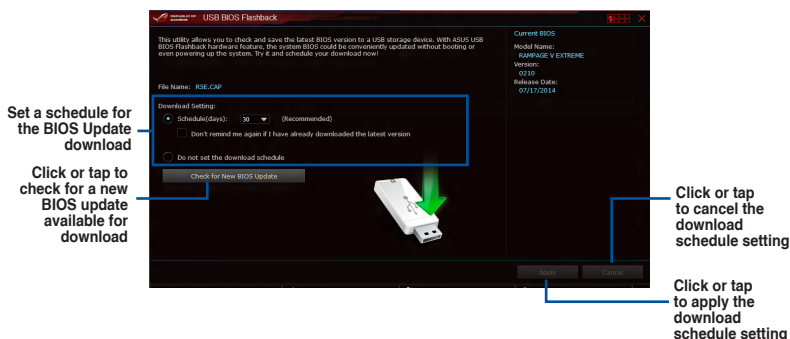 REPUBLIC OF GAMERS USB BIOS Flashback
This utility allows you to check and save the latest BIOS version to a USB storage device. With ASUS USB
BIOS Flashback hardware feature, the system BIOS could be conveniently updated without booting or
even powering up the system. Try it and schedule your download now!
File Name: R5E.CAP
Download Setting:
Schedule(days): 30 (Recommended)
Don't remind me again if I have already downloaded the latest version
Do not set the download schedule
Check for New BIOS Update
Current BIOS
Model Name:
RAMPAGE V EXTREME
Version:
0210
Release Date:
07/17/2014
Apply Cancel
Set a schedule for
the BIOS Update
download
Click or tap to
check for a new
BIOS update
available for
download
Click or tap
to cancel the
download
schedule setting
Click or tap
to apply the
download
schedule setting